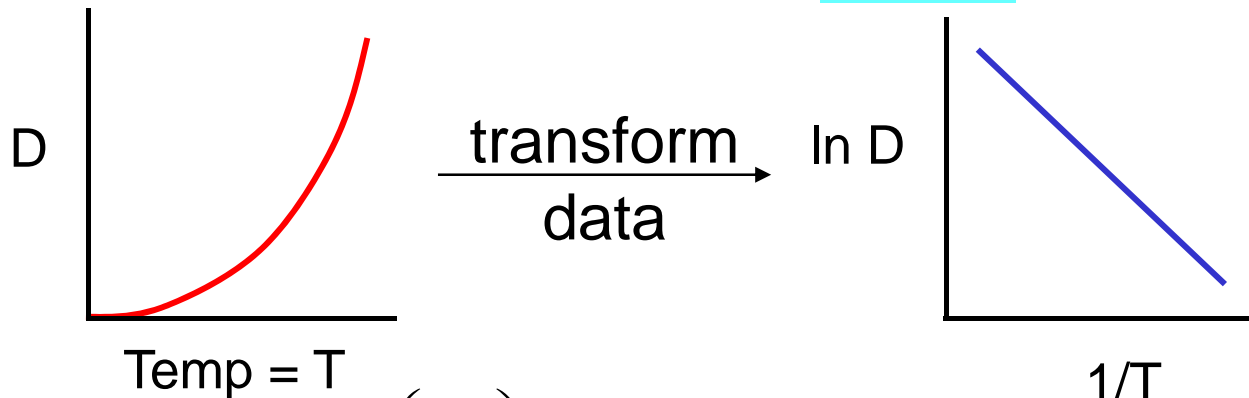 D
transform
data
ln D
Temp = T
1/T